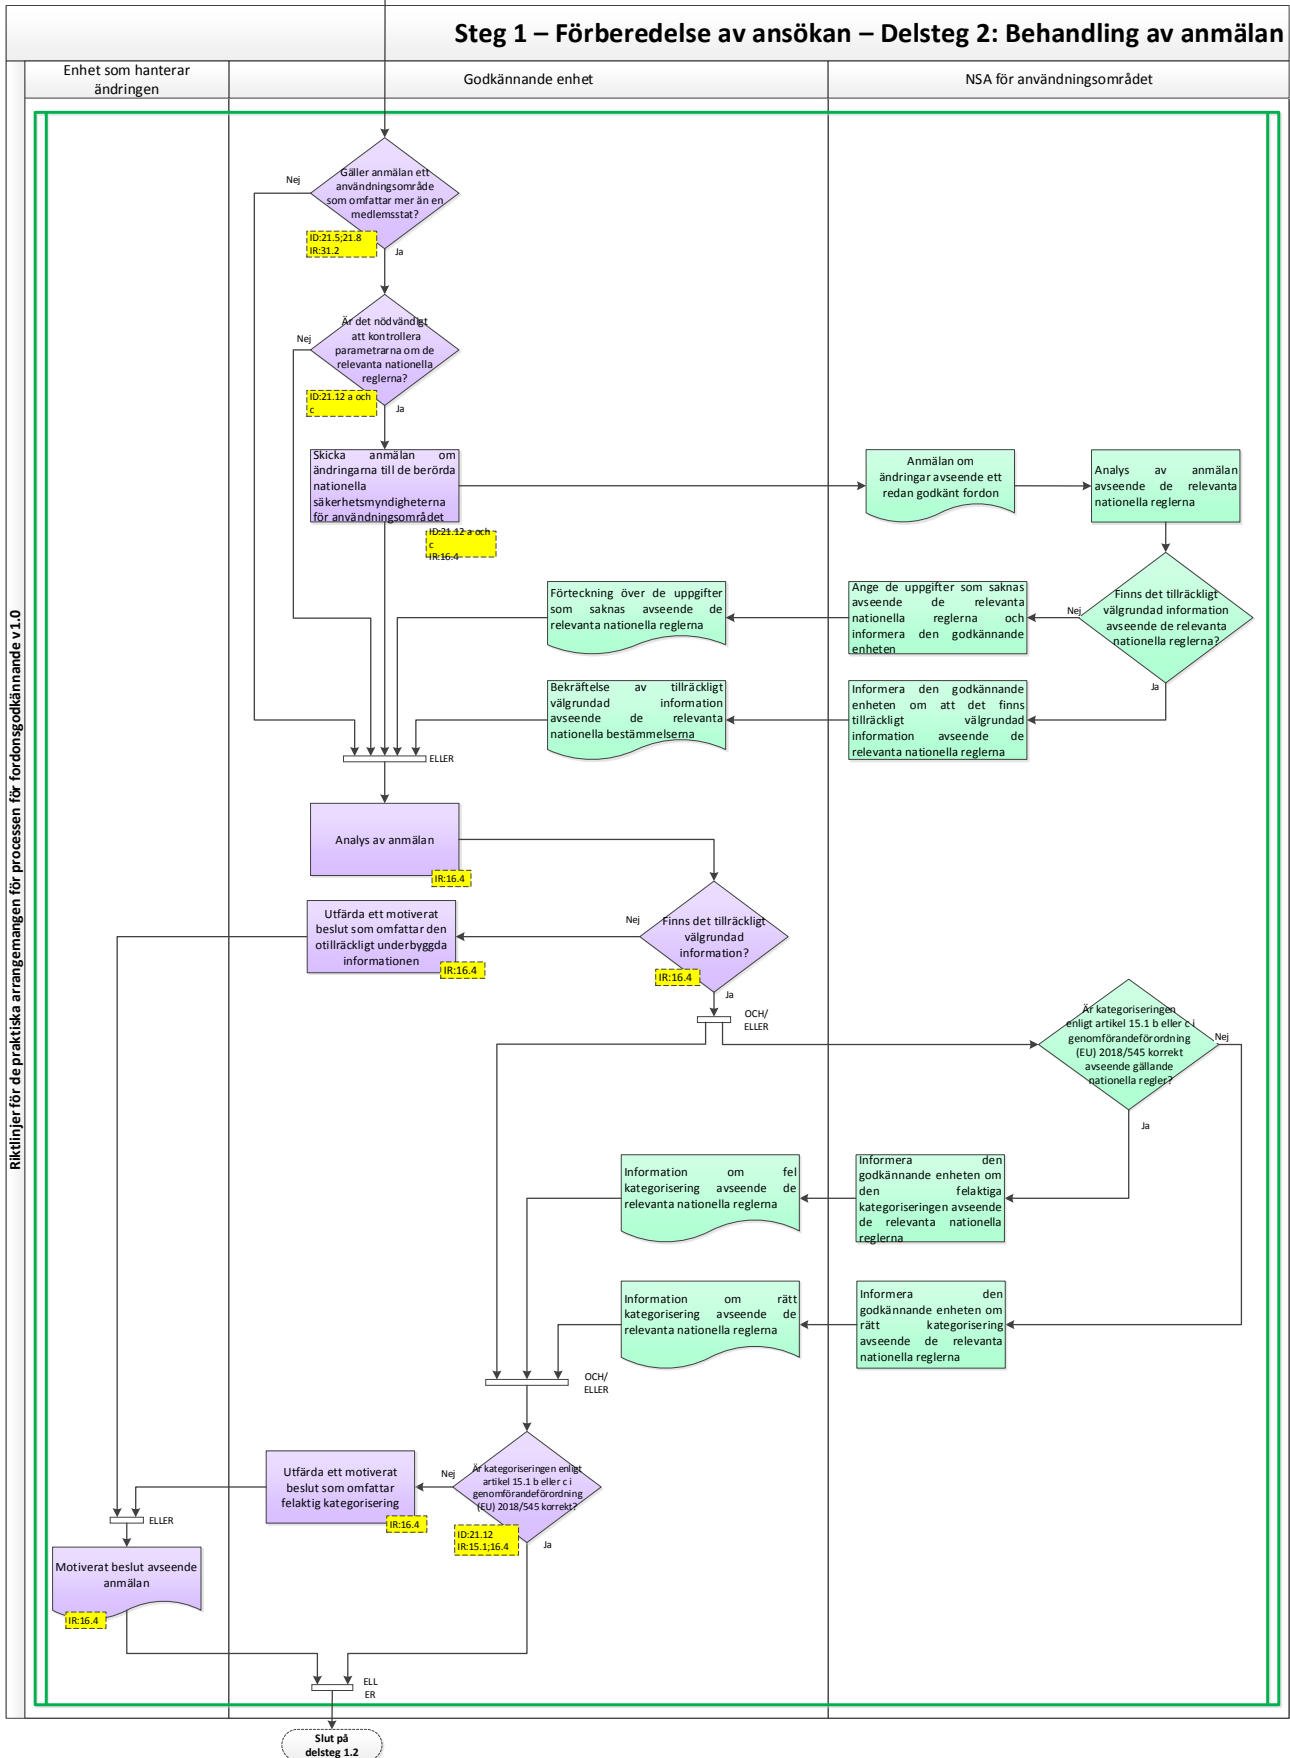 Steg 1 – Förberedelse av ansökan – Delsteg 2: Behandling av anmälan
Enhet som hanterar
ändringen
Godkännande enhet
NSA för användningsområdet
Riktlinjer för de praktiska arrangemangen för processen för fordonsgodkännande v1.0
Gäller anmälan ett
användningsområde
som omfattar mer än en
medlemsstat?
Nej
ID:21.5;21.8
IR:31.2
Ja
Är det nödvändigt
att kontrollera
parametrarna om de
relevanta nationella
reglerna?
Nej
ID:21.12 a och
c
Ja
Skicka anmälan om
ändringarna till de berörda
nationella
säkerhetsmyndigheterna
för användningsområdet
ID:21.12 a och
c
IR:16.4
Anmälan om
ändringar avseende ett
redan godkänt fordon
Analys av anmälan
avseende de relevanta
nationella reglerna
Finns det tillräckligt
välgrundad information
avseende de relevanta
nationella reglerna?
Nej
Ja
Ange de uppgifter som saknas
avseende de relevanta
nationella reglerna och
informera den godkännande
enheten
Förteckning över de uppgifter
som saknas avseende de
relevanta nationella reglerna
Informera den godkännande
enheten om att det finns
tillräckligt välgrundad
information avseende de
relevanta nationella reglerna
Bekräftelse av tillräckligt
välgrundad information
avseende de relevanta
nationella bestämmelserna
ELLER
Analys av anmälan
IR:16.4
Finns det tillräckligt
välgrundad
information?
Nej
IR:16.4
Ja
Utfärda ett motiverat
beslut som omfattar den
otillräckligt underbyggda
informationen
IR:16.4
OCH/
ELLER
Är kategoriseringen
enligt artikel 15.1 b eller c i
genomförandeförordning
(EU) 2018/545 korrekt
avseende gällande
nationella regler?
Nej
Ja
Informera den
godkännande enheten om
den felaktiga
kategoriseringen avseende
de relevanta nationella
reglerna
Information om fel
kategorisering avseende de
relevanta nationella reglerna
Informera den
godkännande enheten om
rätt kategorisering
avseende de relevanta
nationella reglerna
Information om rätt
kategorisering avseende de
relevanta nationella reglerna
OCH/
ELLER
Är kategoriseringen enligt
artikel 15.1 b eller c i
genomförandeförordning
(EU) 2018/545 korrekt?
Nej
ID:21.12
IR:15.1;16.4
Ja
Utfärda ett motiverat
beslut som omfattar
felaktig kategorisering
IR:16.4
ELLER
Motiverat beslut avseende
anmälan
IR:16.4
ELL
ER
Slut på
delsteg 1.2